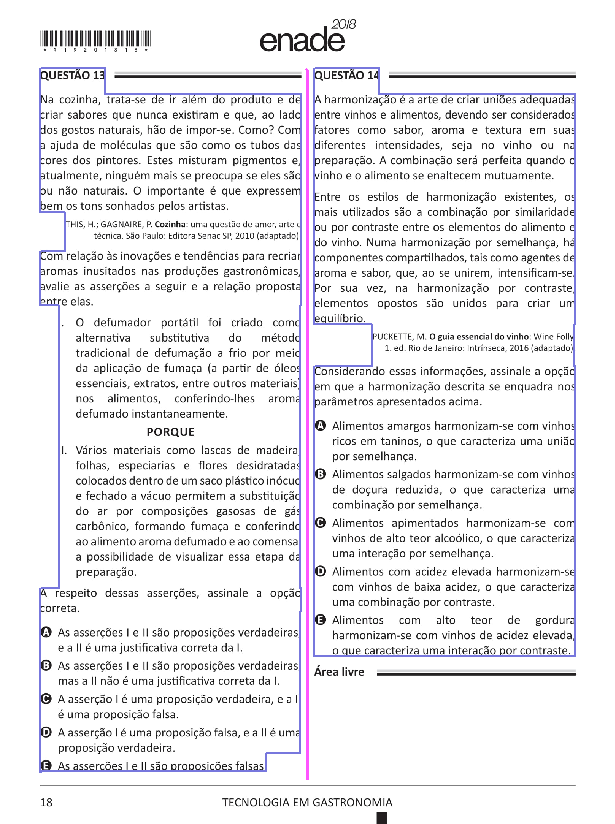 *R1920181 8*
enade2018
QUESTÃO 13
Na cozinha, trata-se de ir além do produto e de
criar sabores que nunca existiram e que, ao lado
dos gostos naturais, hão de impor-se. Como? Com
a ajuda de moléculas que são como os tubos das
cores dos pintores. Estes misturam pigmentos e,
atualmente, ninguém mais se preocupa se eles são
ou não naturais. O importante é que expressem
bem os tons sonhados pelos artistas.
THIS, H.; GAGNAIRE, P. Cozinha: uma questão de amor, arte e
técnica. São Paulo: Editora Senac SP, 2010 (adaptado).
Com relação às inovações e tendências para recriar
aromas inusitados nas produções gastronômicas,
avalie as asserções a seguir e a relação proposta
entre elas.
I. O defumador portátil foi criado como
alternativa substitutiva do método
tradicional de defumação a frio por meio
da aplicação de fumaça (a partir de óleos
essenciais, extratos, entre outros materiais)
nos alimentos, conferindo-lhes aroma
defumado instantaneamente.
PORQUE
II. Vários materiais como lascas de madeira,
folhas, especiarias e flores desidratadas
colocados dentro de um saco plástico inócuo
e fechado a vácuo permitem a substituição
do ar por composições gasosas de gás
carbônico, formando fumaça e conferindo
ao alimento aroma defumado e ao comensal
a possibilidade de visualizar essa etapa da
preparação.
A respeito dessas asserções, assinale a opção
correta.
A As asserções I e II são proposições verdadeiras,
e a II é uma justificativa correta da I.
B As asserções I e II são proposições verdadeiras,
mas a II não é uma justificativa correta da I.
C A asserção I é uma proposição verdadeira, e a II
é uma proposição falsa.
D A asserção I é uma proposição falsa, e a II é uma
proposição verdadeira.
E As asserções I e II são proposições falsas.
QUESTÃO 14
A harmonização é a arte de criar uniões adequadas
entre vinhos e alimentos, devendo ser considerados
fatores como sabor, aroma e textura em suas
diferentes intensidades, seja no vinho ou na
preparação. A combinação será perfeita quando o
vinho e o alimento se enaltecem mutuamente.
Entre os estilos de harmonização existentes, os
mais utilizados são a combinação por similaridade
ou por contraste entre os elementos do alimento e
do vinho. Numa harmonização por semelhança, há
componentes compartilhados, tais como agentes de
aroma e sabor, que, ao se unirem, intensificam-se.
Por sua vez, na harmonização por contraste,
elementos opostos são unidos para criar um
equilíbrio.
PUCKETTE, M. O guia essencial do vinho: Wine Folly.
1. ed. Rio de Janeiro: Intrínseca, 2016 (adaptado).
Considerando essas informações, assinale a opção
em que a harmonização descrita se enquadra nos
parâmetros apresentados acima.
A Alimentos amargos harmonizam-se com vinhos
ricos em taninos, o que caracteriza uma união
por semelhança.
B Alimentos salgados harmonizam-se com vinhos
de doçura reduzida, o que caracteriza uma
combinação por semelhança.
C Alimentos apimentados harmonizam-se com
vinhos de alto teor alcoólico, o que caracteriza
uma interação por semelhança.
D Alimentos com acidez elevada harmonizam-se
com vinhos de baixa acidez, o que caracteriza
uma combinação por contraste.
E Alimentos com alto teor de gordura
harmonizam-se com vinhos de acidez elevada,
o que caracteriza uma interação por contraste.
Área livre
18
TECNOLOGIA EM GASTRONOMIA